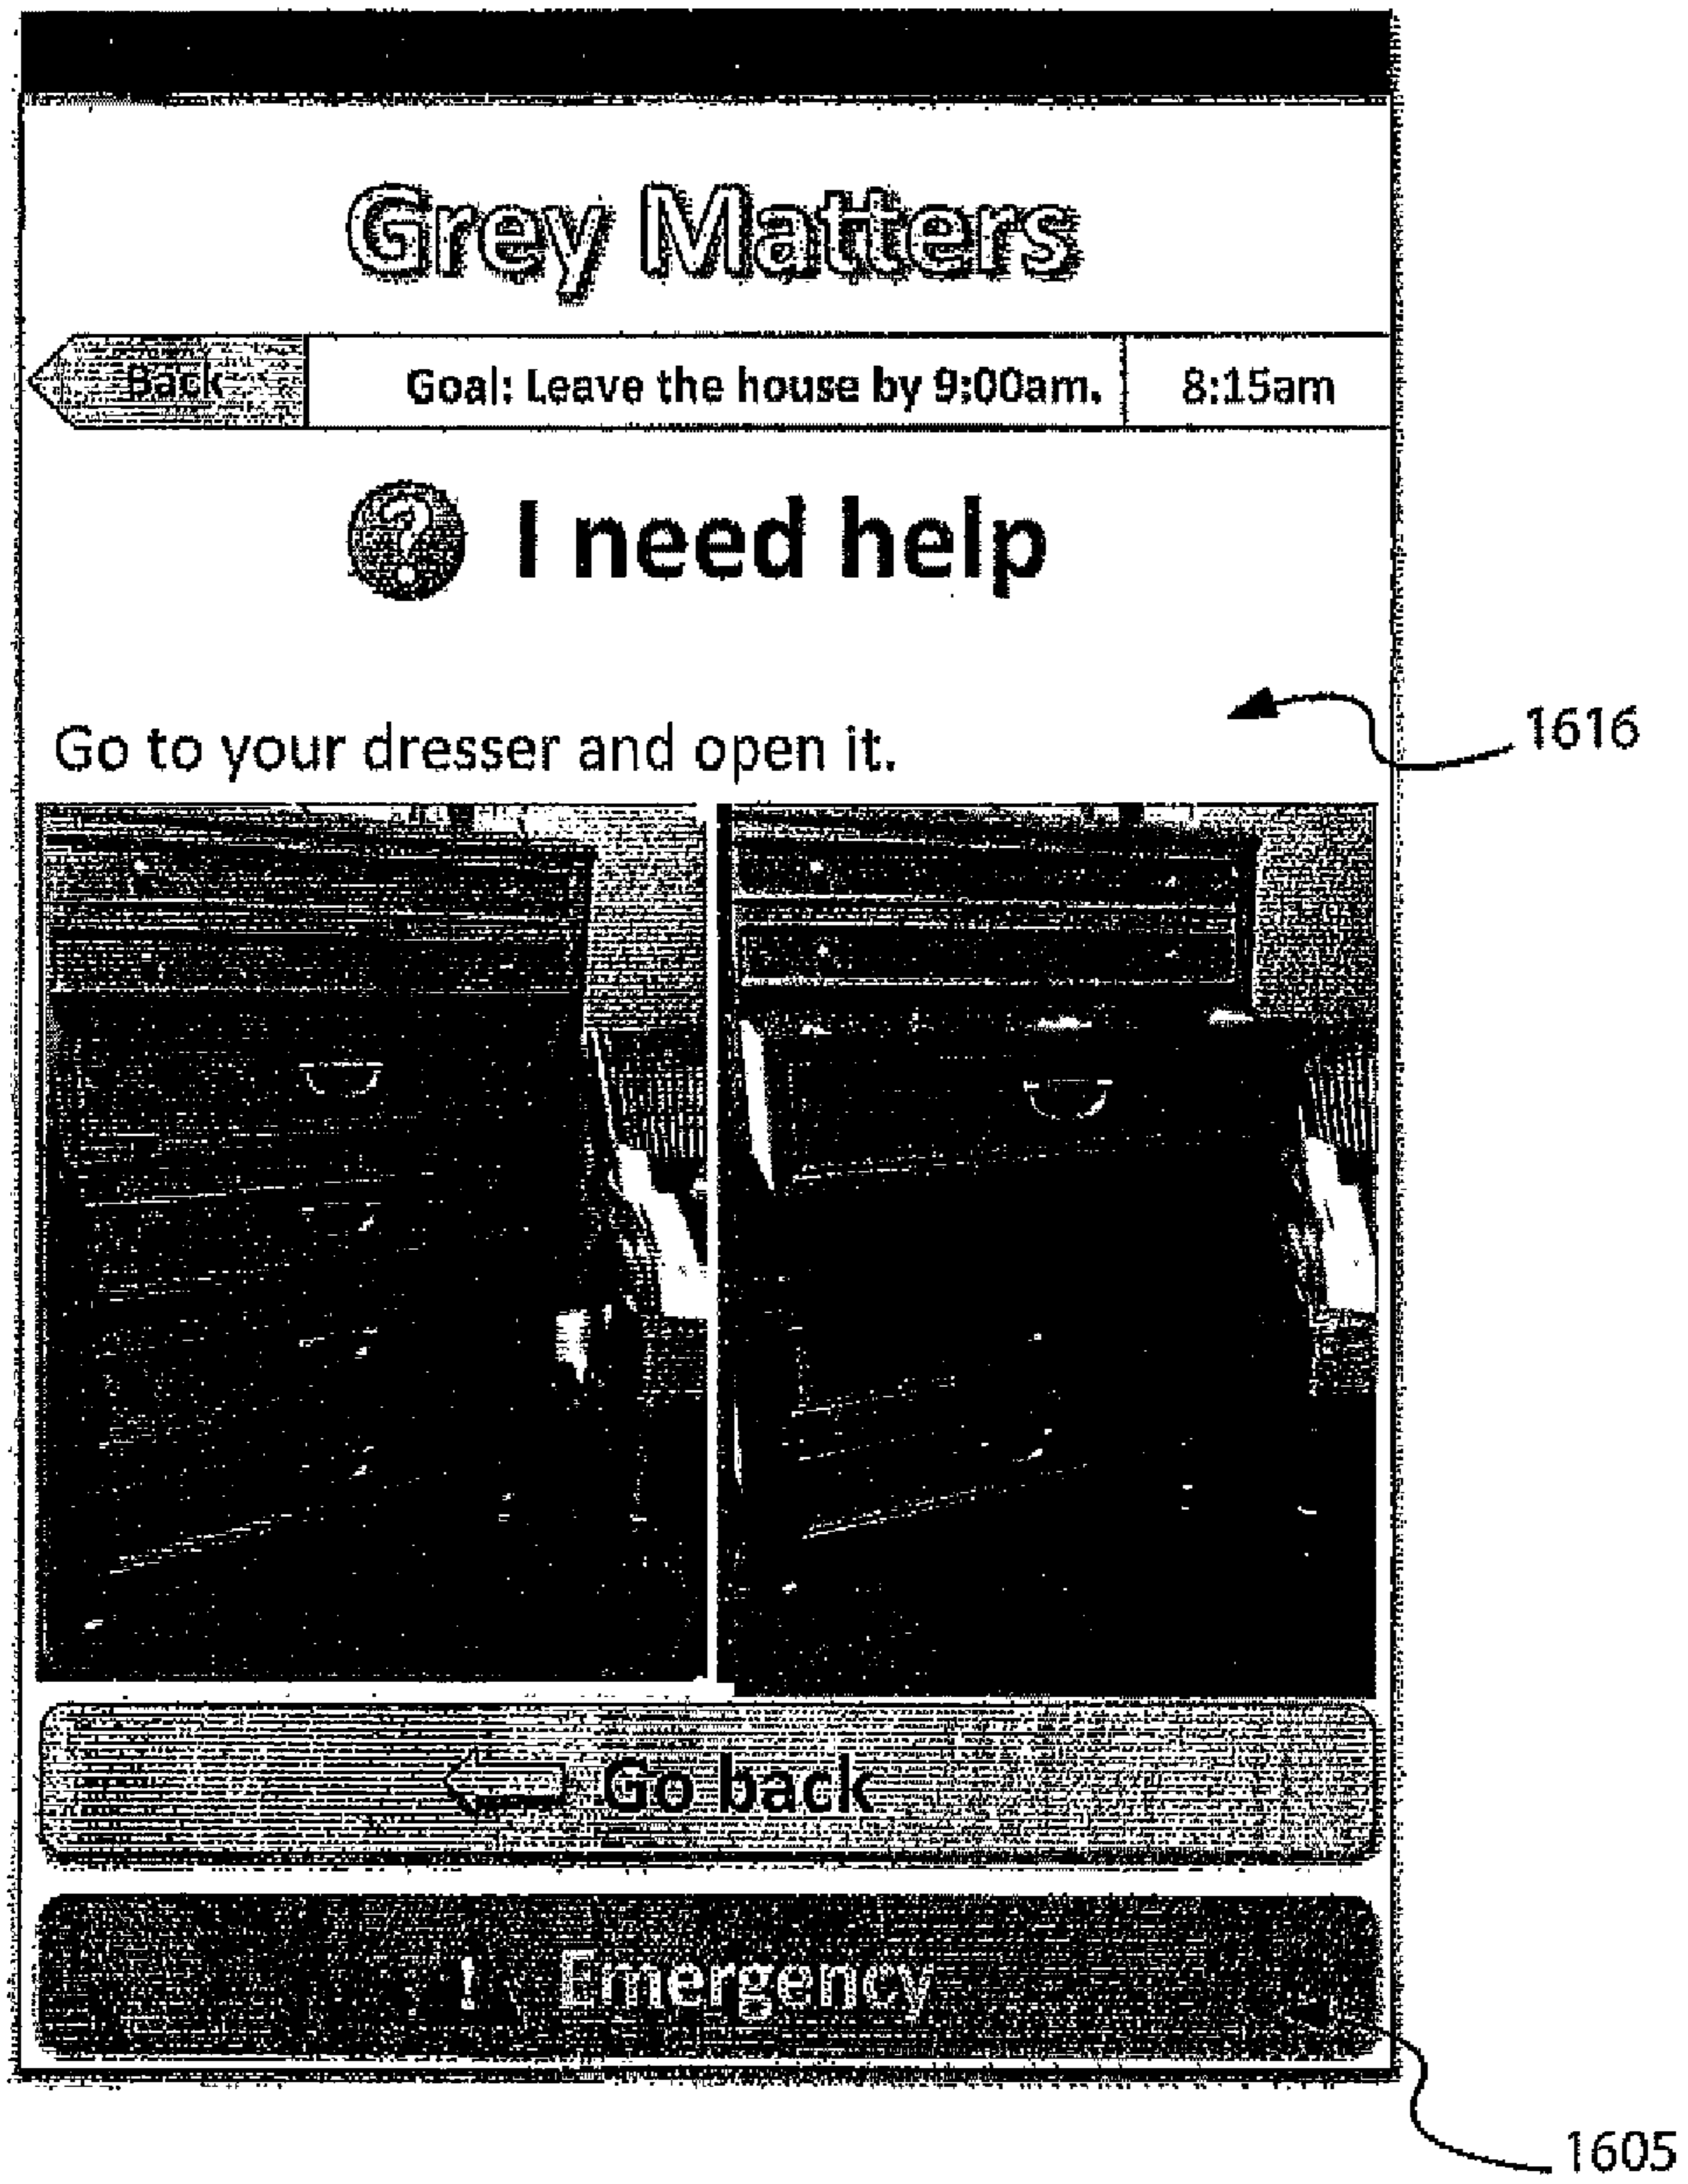 Grey Matters
Back
Goal: Leave the house by 9:00am.
8:15am
? I need help
1616
Go to your dresser and open it.
Go back
! Emergency
1605